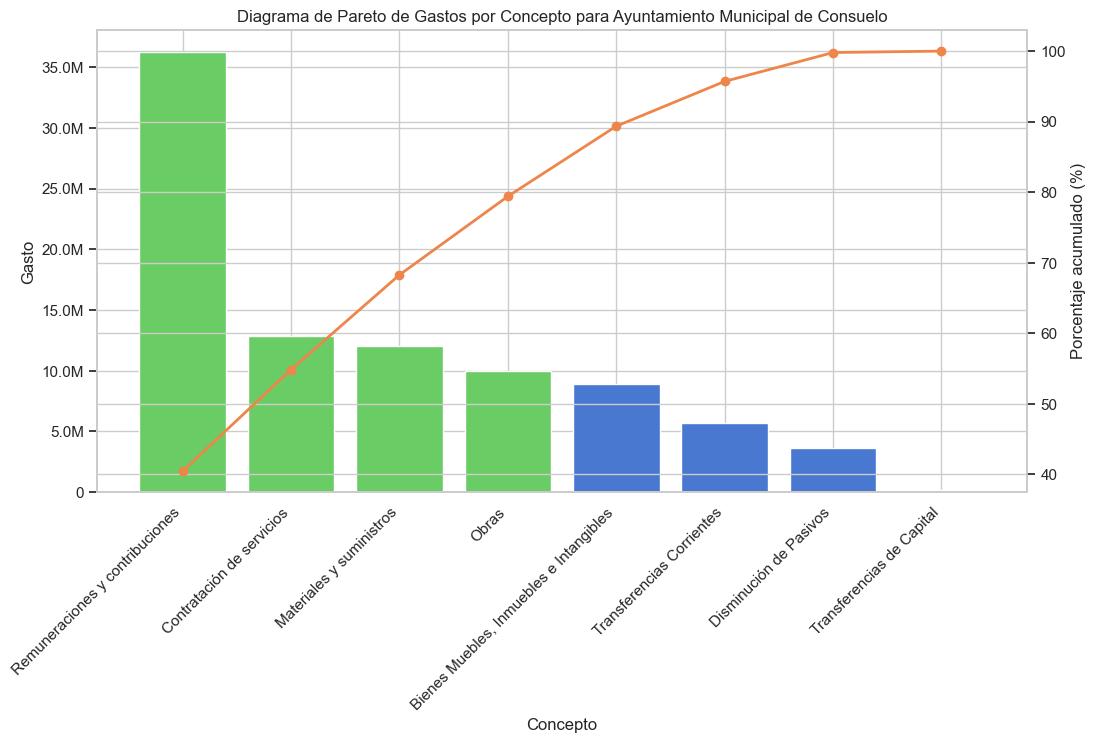 Diagrama de Pareto de Gastos por Concepto para Ayuntamiento Municipal de Consuelo
Gasto
35.0M
30.0M
25.0M
20.0M
15.0M
10.0M
5.0M
0
100
90
80
70
60
50
40
Porcentaje acumulado (%)
Remuneraciones y contribuciones
Contratación de servicios
Materiales y suministros
Obras
Bienes Muebles, Inmuebles e Intangibles
Transferencias Corrientes
Disminución de Pasivos
Transferencias de Capital
Concepto